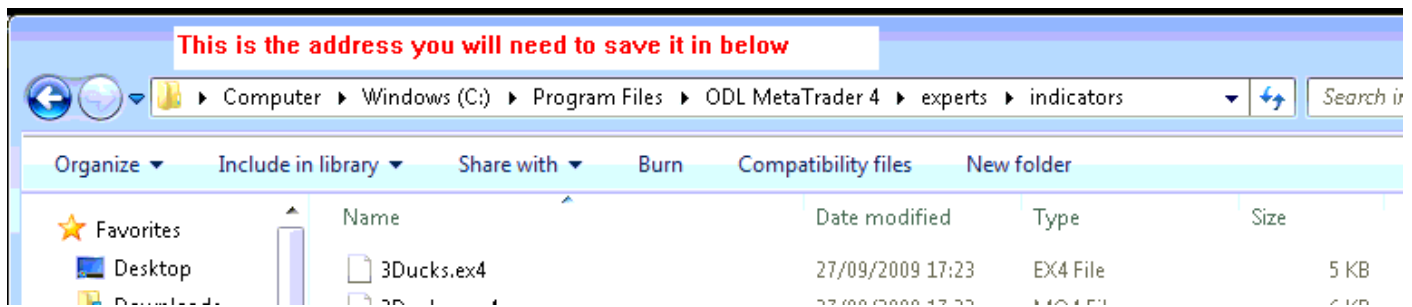 This is the address you will need to save it in below
Computer Windows (C:) Program Files ODL MetaTrader 4 experts indicators Search
Organize Include in library Share with Burn Compatibility files New folder
Name Date modified Type Size
Favorites
3Ducks.ex4 27/09/2009 17:23 EX4 File 5 KB
Desktop